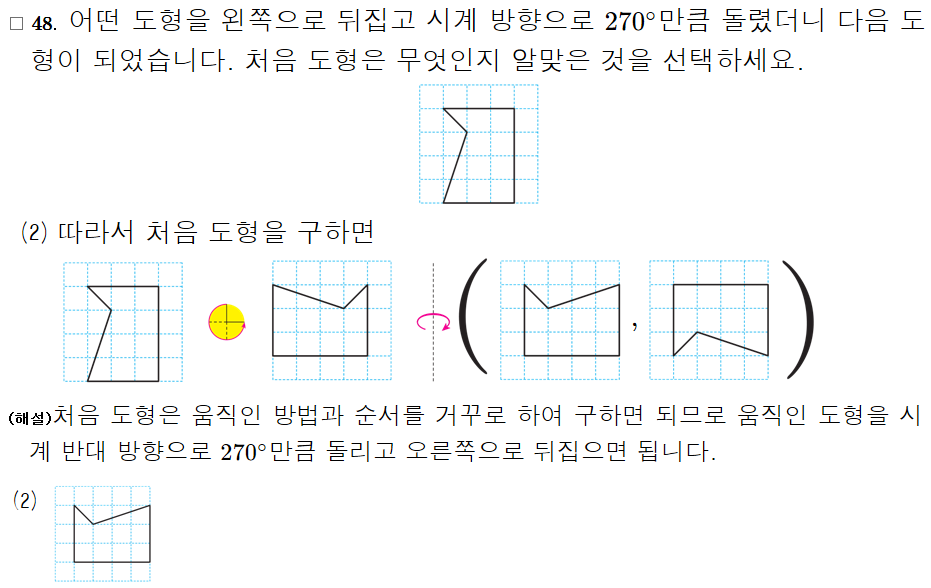 □ 48. 어떤 도형을 왼쪽으로 뒤집고 시계 방향으로 270°만큼 돌렸더니 다음 도
형이 되었습니다. 처음 도형은 무엇인지 알맞은 것을 선택하세요.
(2) 따라서 처음 도형을 구하면
( , )
(해설)처음 도형은 움직인 방법과 순서를 거꾸로 하여 구하면 되므로 움직인 도형을 시
계 반대 방향으로 270°만큼 돌리고 오른쪽으로 뒤집으면 됩니다.
(2)